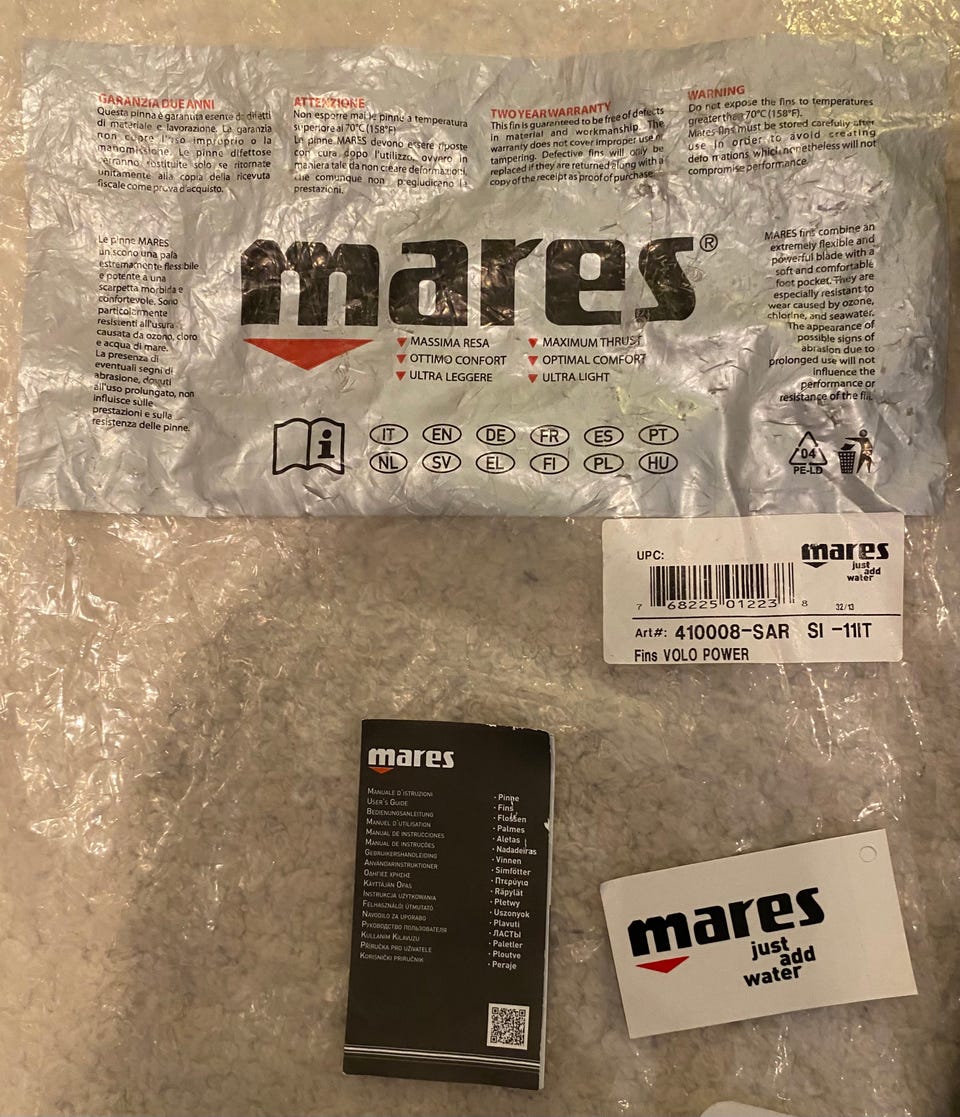 GARANZIA DUE ANNI
Questa pinna è garantita esente da difetti
di materiale e lavorazione. La garanzia
non copre l'uso improprio o la
manomissione. Le pinne difettose
verranno sostituite solo se ritornate
unitamente alla copia della ricevuta
fiscale come prova d'acquisto.
ATTENZIONE
Non esporre mai le pinne a temperatura
superiore ai 70°C (158°F)
Le pinne MARES devono essere riposte
con cura dopo l'utilizzo, ovvero in
maniera tale da non creare deformazioni,
che comunque non pregiudicano la
prestazioni.
TWO YEAR WARRANTY
This fin is guaranteed to be free of defects
in material and workmanship. The
warranty does not cover improper use or
tampering. Defective fins will only be
replaced if they are returned along with a
copy of the receipt as proof of purchase.
WARNING
Do not expose the fins to temperatures
greater than 70°C (158°F).
Mares fins must be stored carefully after
use in order to avoid creating
deformations, which nonetheless will not
compromise performance.
Le pinne MARES
uniscono una pala
estremamente flessibile
e potente a una
scarpetta morbida e
confortevole. Sono
particolarmente
resistenti all'usura
causata da ozono, cloro
e acqua di mare.
La presenza di
eventuali segni di
abrasione, dovuti
all'uso prolungato, non
influisce sulle
prestazioni e sulla
resistenza delle pinne.
mares®
MASSIMA RESA
OTTIMO CONFORT
ULTRA LEGGERE
MAXIMUM THRUST
OPTIMAL COMFORT
ULTRA LIGHT
MARES fins combine an
extremely flexible and
powerful blade with a
soft and comfortable
foot pocket. They are
especially resistant to
wear caused by ozone,
chlorine, and seawater.
The appearance of
possible signs of
abrasion due to
prolonged use will not
influence the
performance or
resistance of the fin.
i
IT EN DE FR ES PT
NL SV EL FI PL HU
04
PE-LD
UPC:
mares
just
add
water
7 68225 01223 8
32/13
Art#: 410008-SAR SI -11IT
Fins VOLO POWER
mares
Manuale d'istruzioni
User's Guide
Bedienungsanleitung
Manuel d'utilisation
Manual de instrucciones
Manual de instruções
Gebruikershandleiding
Användarinstruktioner
Οδηγιες χρησης
Käyttäjän Opas
Instrukcja użytkowania
Felhasználói útmutató
Navodilo za uporabo
Руководство пользователя
Kullanim Kilavuzu
Příručka pro uživatele
Korisnički priručnik
· Pinne
· Fins
· Flossen
· Palmes
· Aletas
· Nadadeiras
· Vinnen
· Simfötter
· Πτερύγια
· Räpylät
· Płetwy
· Uszonyok
· Plavuti
· ЛАСТЫ
· Paletler
· Ploutve
· Peraje
mares
just
add
water